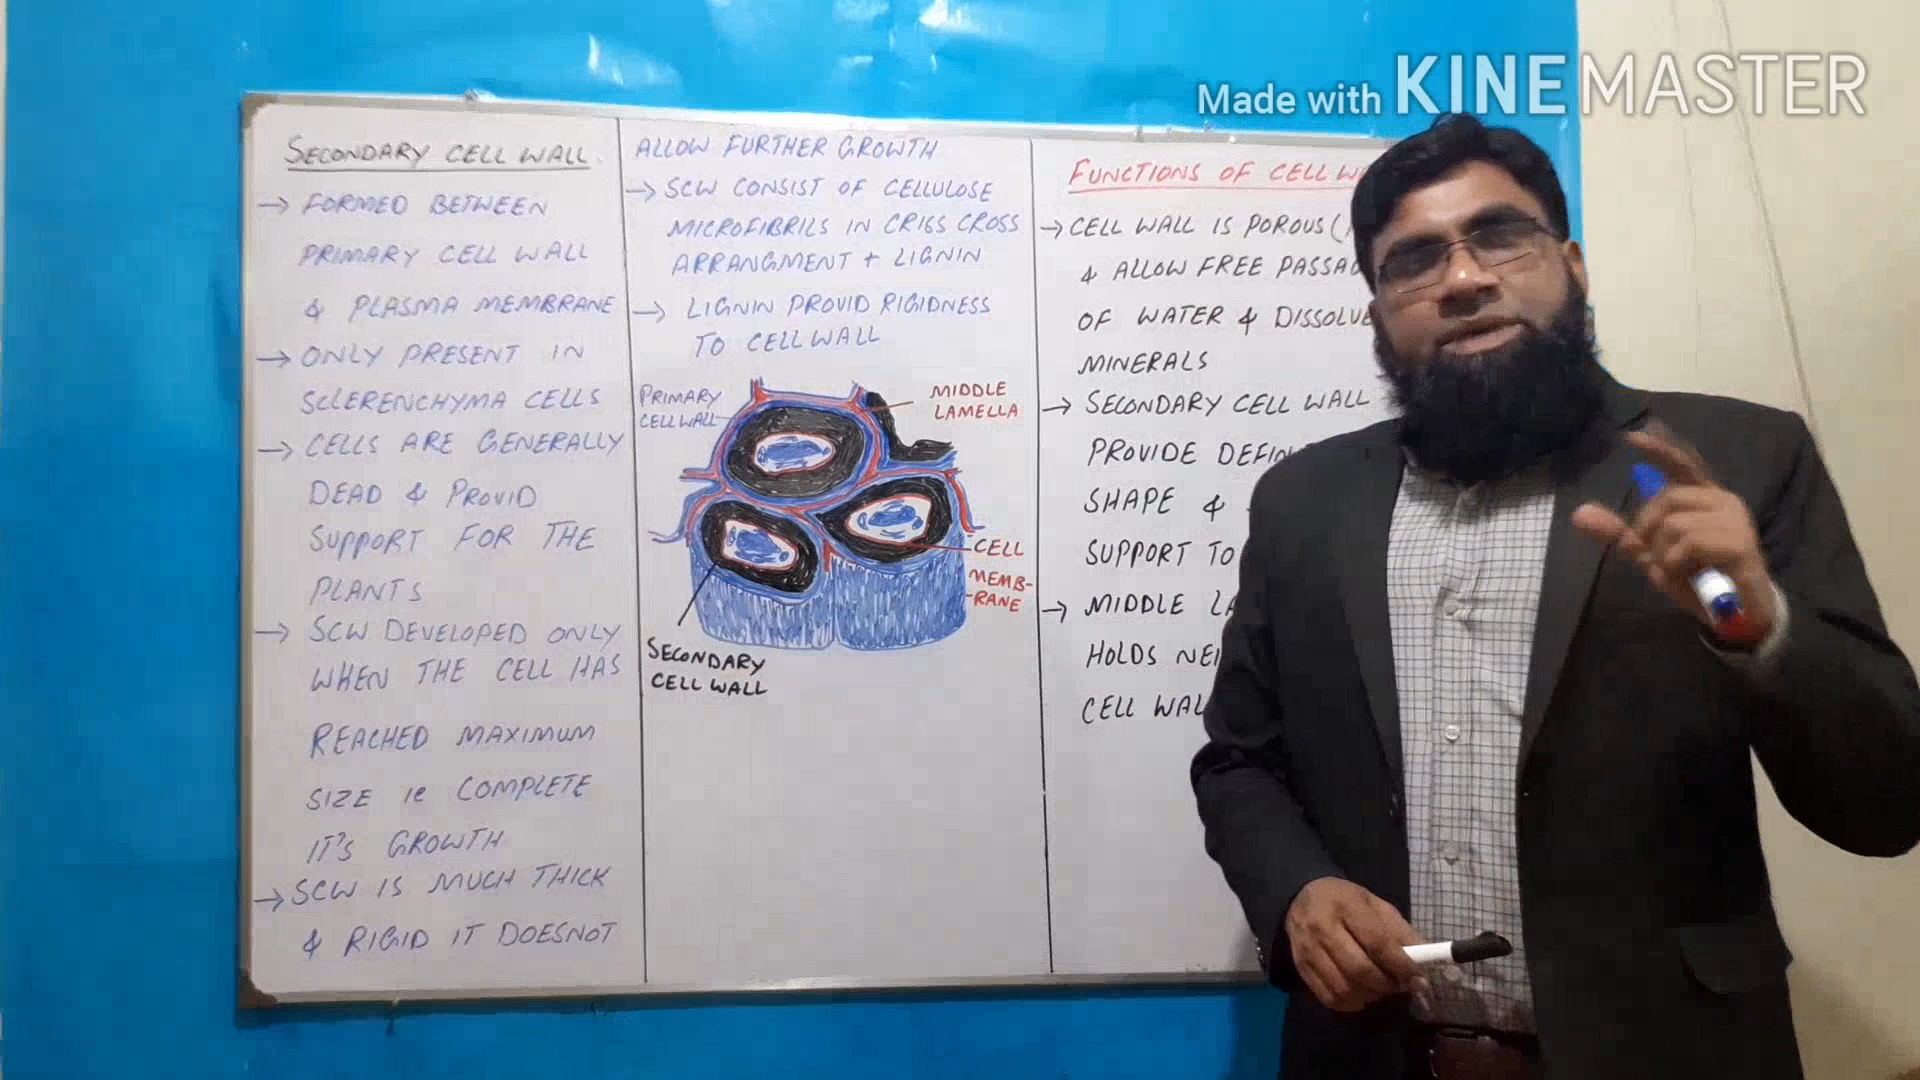 Made with KINEMASTER
SECONDARY CELL WALL
→ FORMED BETWEEN
PRIMARY CELL WALL
& PLASMA MEMBRANE
→ ONLY PRESENT IN
SCLERENCHYMA CELLS
→ CELLS ARE GENERALLY
DEAD & PROVID
SUPPORT FOR THE
PLANTS
→ SCW DEVELOPED ONLY
WHEN THE CELL HAS
REACHED MAXIMUM
SIZE ie COMPLETE
IT'S GROWTH
→ SCW IS MUCH THICK
& RIGID IT DOESNOT
ALLOW FURTHER GROWTH
→ SCW CONSIST OF CELLULOSE
MICROFIBRILS IN CRISS CROSS
ARRANGMENT + LIGNIN
→ LIGNIN PROVID RIGIDNESS
TO CELL WALL
PRIMARY
CELL WALL
MIDDLE
LAMELLA
CELL
MEMB-
-RANE
SECONDARY
CELL WALL
FUNCTIONS OF CELL
→ CELL WALL IS POROUS
& ALLOW FREE
OF WATER &
MINERALS
→ SECONDARY CELL WALL
PROVIDE
SHAPE &
SUPPORT TO
→ MIDDLE
HOLDS
CELL